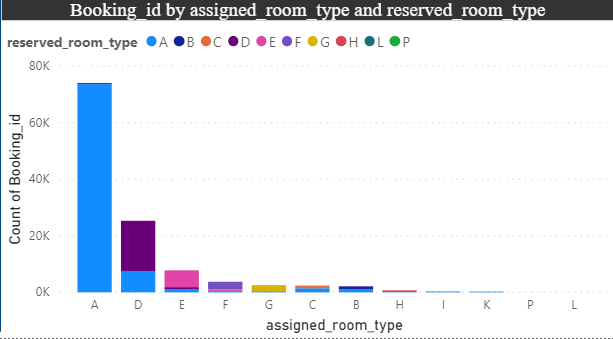 Booking_id by assigned_room_type and reserved_room_type
reserved_room_type A B C D E F G H L P
Count of Booking_id
80K
60K
40K
20K
0K
A D E F G C B H I K P L
assigned_room_type